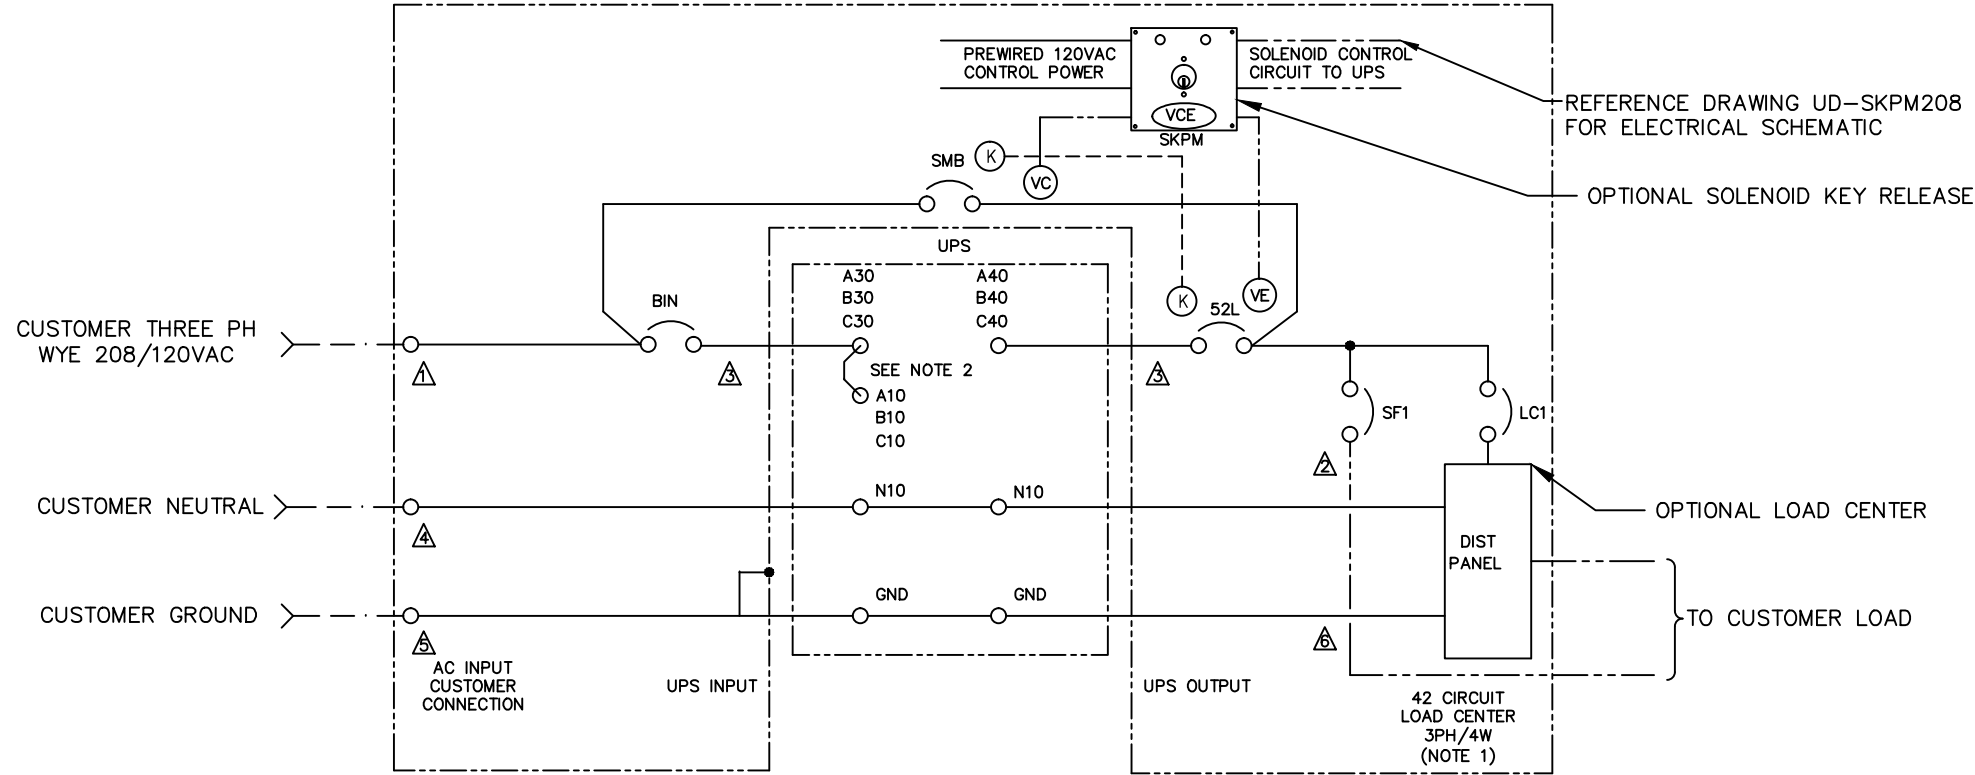 PREWIRED 120VAC
CONTROL POWER
SOLENOID CONTROL
CIRCUIT TO UPS
VCE
SKPM
REFERENCE DRAWING UD-SKPM208
FOR ELECTRICAL SCHEMATIC
OPTIONAL SOLENOID KEY RELEASE
SMB
K
VC
UPS
A30
B30
C30
A40
B40
C40
K
VE
52L
BIN
CUSTOMER THREE PH
WYE 208/120VAC
1
3
SEE NOTE 2
A10
B10
C10
3
SF1
LC1
2
CUSTOMER NEUTRAL
4
N10
N10
OPTIONAL LOAD CENTER
DIST
PANEL
CUSTOMER GROUND
5
GND
GND
6
TO CUSTOMER LOAD
AC INPUT
CUSTOMER
CONNECTION
UPS INPUT
UPS OUTPUT
42 CIRCUIT
LOAD CENTER
3PH/4W
(NOTE 1)